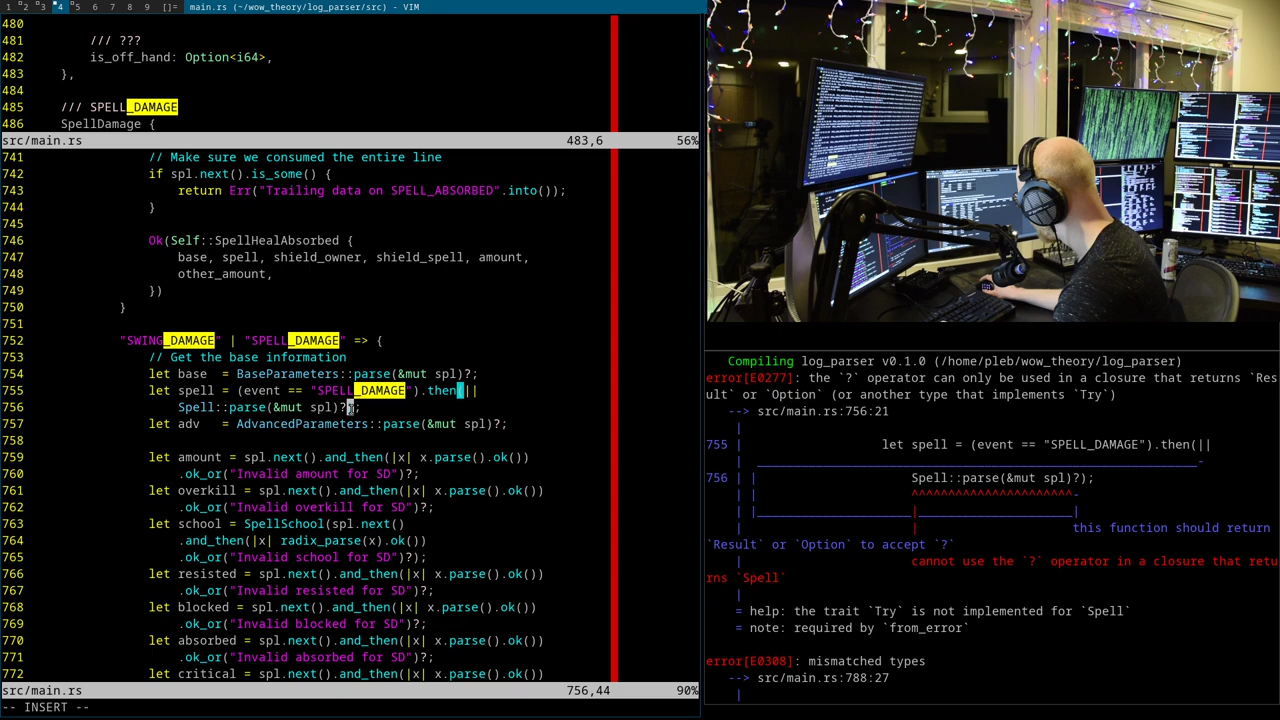 1 2 3 4 5 6 7 8 9 []= main.rs (~/wow_theory/log_parser/src) - VIM
480
481 /// ???
482 is_off_hand: Option<i64>,
483 },
484
485 /// SPELL_DAMAGE
486 SpellDamage {
src/main.rs 483,6 56%
741 // Make sure we consumed the entire line
742 if spl.next().is_some() {
743 return Err("Trailing data on SPELL_ABSORBED".into());
744 }
745
746 Ok(Self::SpellHealAbsorbed {
747 base, spell, shield_owner, shield_spell, amount,
748 other_amount,
749 })
750 }
751
752 "SWING_DAMAGE" | "SPELL_DAMAGE" => {
753 // Get the base information
754 let base = BaseParameters::parse(&mut spl)?;
755 let spell = (event == "SPELL_DAMAGE").then(||
756 Spell::parse(&mut spl)?);
757 let adv = AdvancedParameters::parse(&mut spl)?;
758
759 let amount = spl.next().and_then(|x| x.parse().ok())
760 .ok_or("Invalid amount for SD")?;
761 let overkill = spl.next().and_then(|x| x.parse().ok())
762 .ok_or("Invalid overkill for SD")?;
763 let school = SpellSchool(spl.next()
764 .and_then(|x| radix_parse(x).ok())
765 .ok_or("Invalid school for SD")?);
766 let resisted = spl.next().and_then(|x| x.parse().ok())
767 .ok_or("Invalid resisted for SD")?;
768 let blocked = spl.next().and_then(|x| x.parse().ok())
769 .ok_or("Invalid blocked for SD")?;
770 let absorbed = spl.next().and_then(|x| x.parse().ok())
771 .ok_or("Invalid absorbed for SD")?;
772 let critical = spl.next().and_then(|x| x.parse().ok())
src/main.rs 756,44 90%
-- INSERT --
Compiling log_parser v0.1.0 (/home/pleb/wow_theory/log_parser)
error[E0277]: the `?` operator can only be used in a closure that returns `Res
ult` or `Option` (or another type that implements `Try`)
--> src/main.rs:756:21
|
755 | let spell = (event == "SPELL_DAMAGE").then(||
| ___________________________________________________________-
756 | | Spell::parse(&mut spl)?);
| | ^^^^^^^^^^^^^^^^^^^^^^^-
| |_____________________|______________________|
| | this function should return
`Result` or `Option` to accept `?`
| cannot use the `?` operator in a closure that retu
rns `Spell`
|
= help: the trait `Try` is not implemented for `Spell`
= note: required by `from_error`
error[E0308]: mismatched types
--> src/main.rs:788:27
|